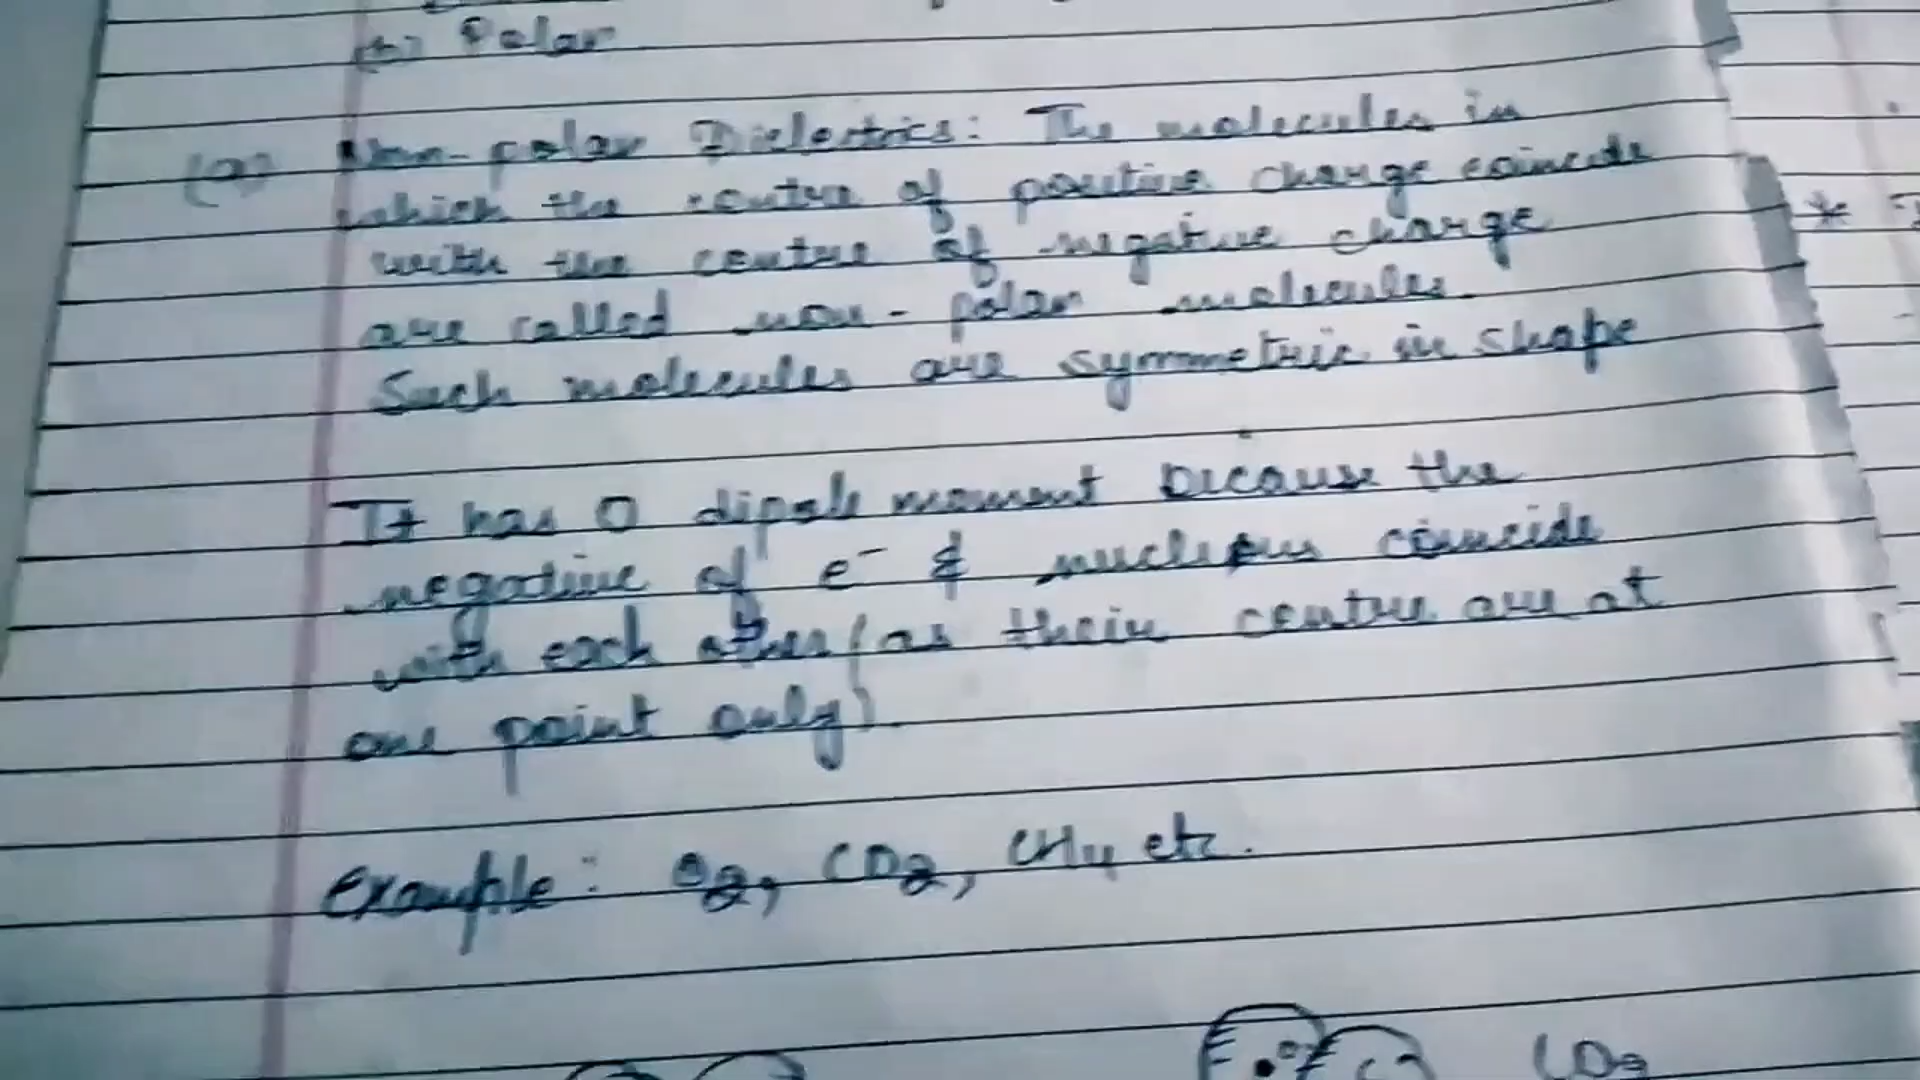 (b) Polar
(a) Non-polar Dielectrics: The molecules in
which the centre of positive charge coincide
with the centre of negative charge
are called non-polar molecules.
Such molecules are symmetric in shape
It has 0 dipole moment because the
negative of e⁻ & nucleus coincide
with each other (as their centre are at
one point only).
Example: O₂, CO₂, CH₄ etc.
CO₂